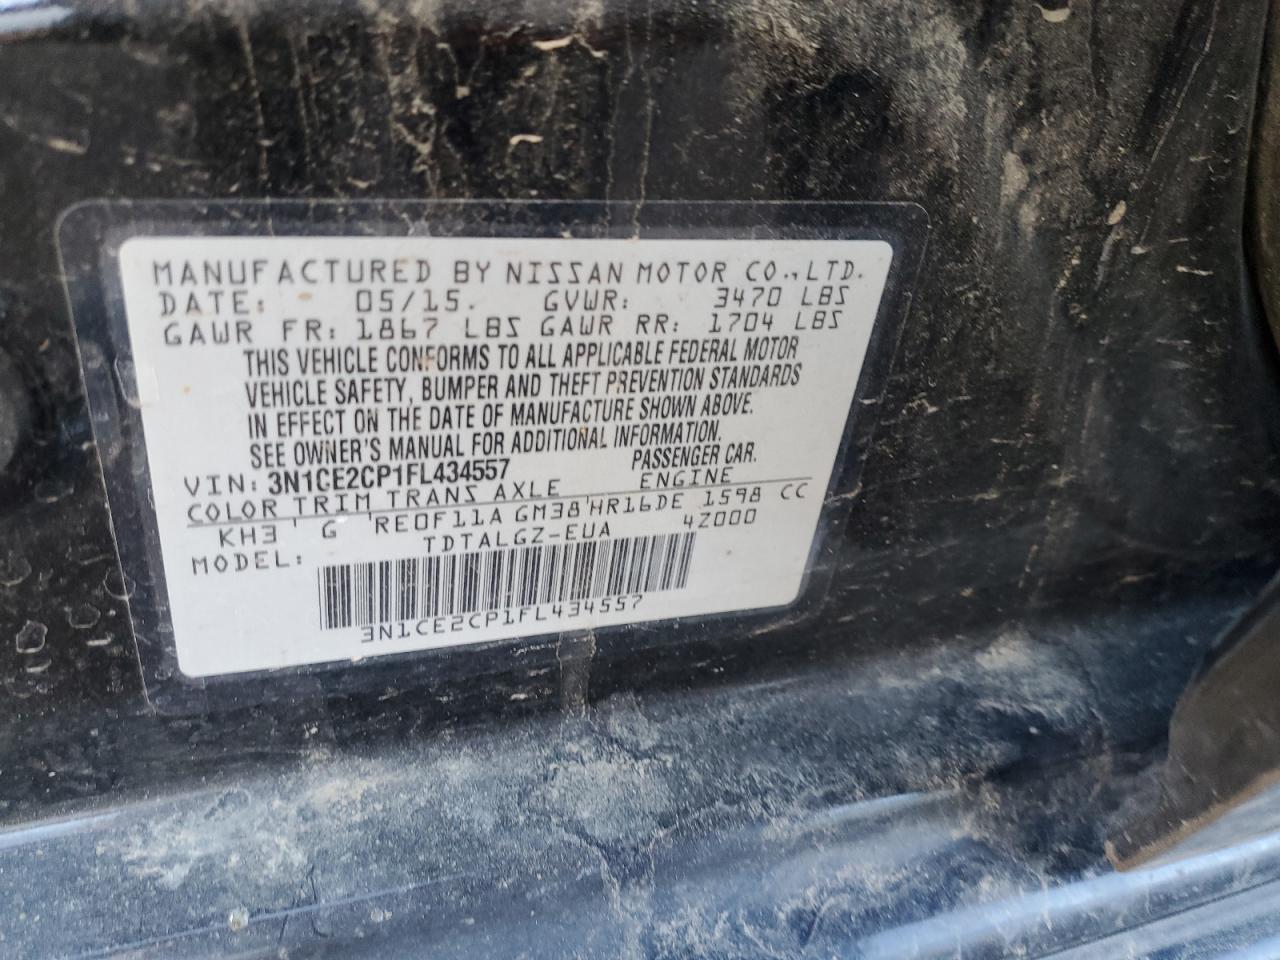 MANUFACTURED BY NISSAN MOTOR CO., LTD.
DATE: 05/15. GVWR: 3470 LBS
GAWR FR: 1867 LBS GAWR RR: 1704 LBS
THIS VEHICLE CONFORMS TO ALL APPLICABLE FEDERAL MOTOR
VEHICLE SAFETY, BUMPER AND THEFT PREVENTION STANDARDS
IN EFFECT ON THE DATE OF MANUFACTURE SHOWN ABOVE.
SEE OWNER'S MANUAL FOR ADDITIONAL INFORMATION.
VIN: 3N1CE2CP1FL434557 PASSENGER CAR.
COLOR TRIM TRANS AXLE ENGINE
KH3 G RE0F11A GM38 HR16DE 1598 CC
MODEL: TDTALGZ-EUA 4Z000
3N1CE2CP1FL434557